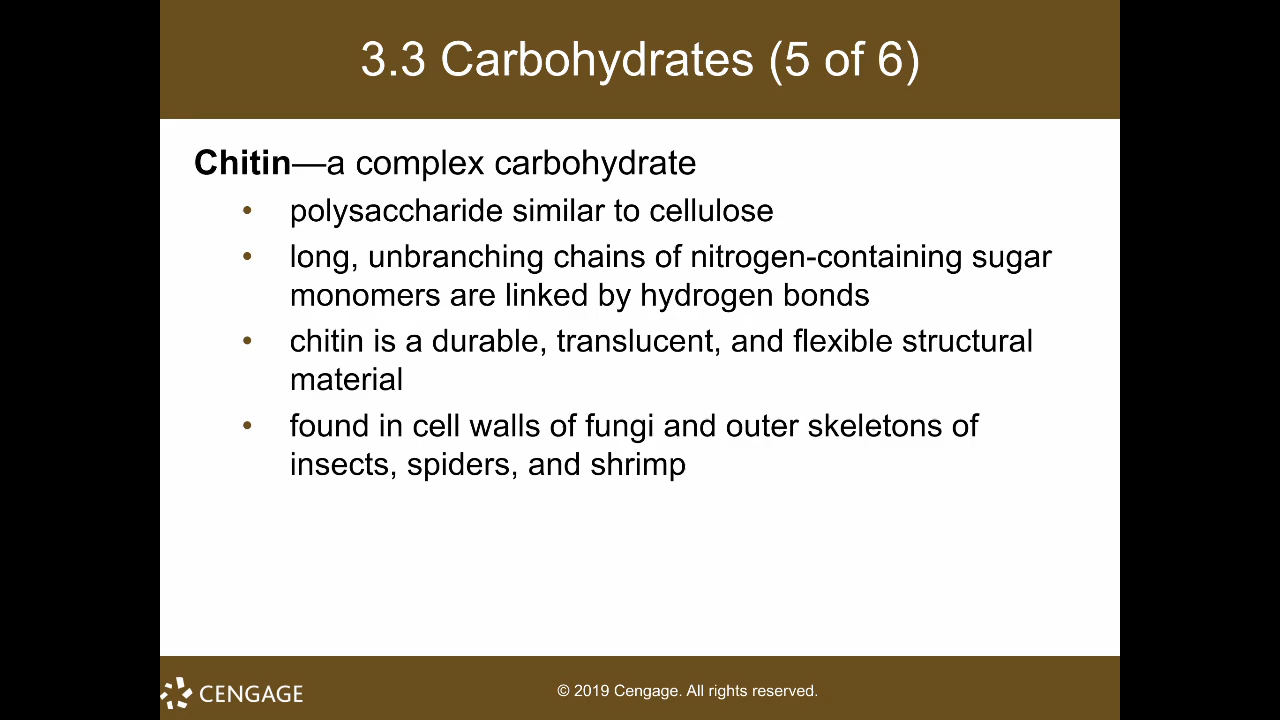 3.3 Carbohydrates (5 of 6)
Chitin—a complex carbohydrate
• polysaccharide similar to cellulose
• long, unbranching chains of nitrogen-containing sugar
monomers are linked by hydrogen bonds
• chitin is a durable, translucent, and flexible structural
material
• found in cell walls of fungi and outer skeletons of
insects, spiders, and shrimp
CENGAGE
© 2019 Cengage. All rights reserved.